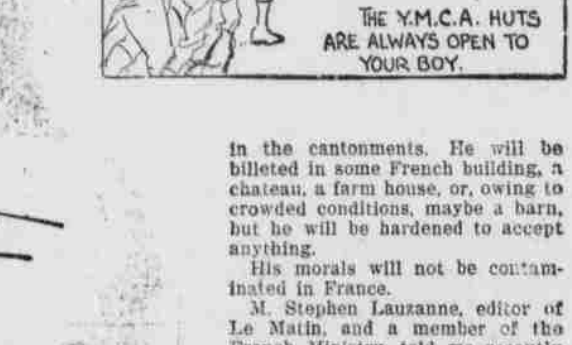 THE Y.M.C.A. HUTS
ARE ALWAYS OPEN TO
YOUR BOY.
in the cantonments. He will be
billeted in some French building, a
chateau, a farm house, or, owing to
crowded conditions, maybe a barn,
but he will be hardened to accept
anything.
His morals will not be contam-
inated in France.
M. Stephen Lauzanne, editor of
Le Matin, and a member of the
French